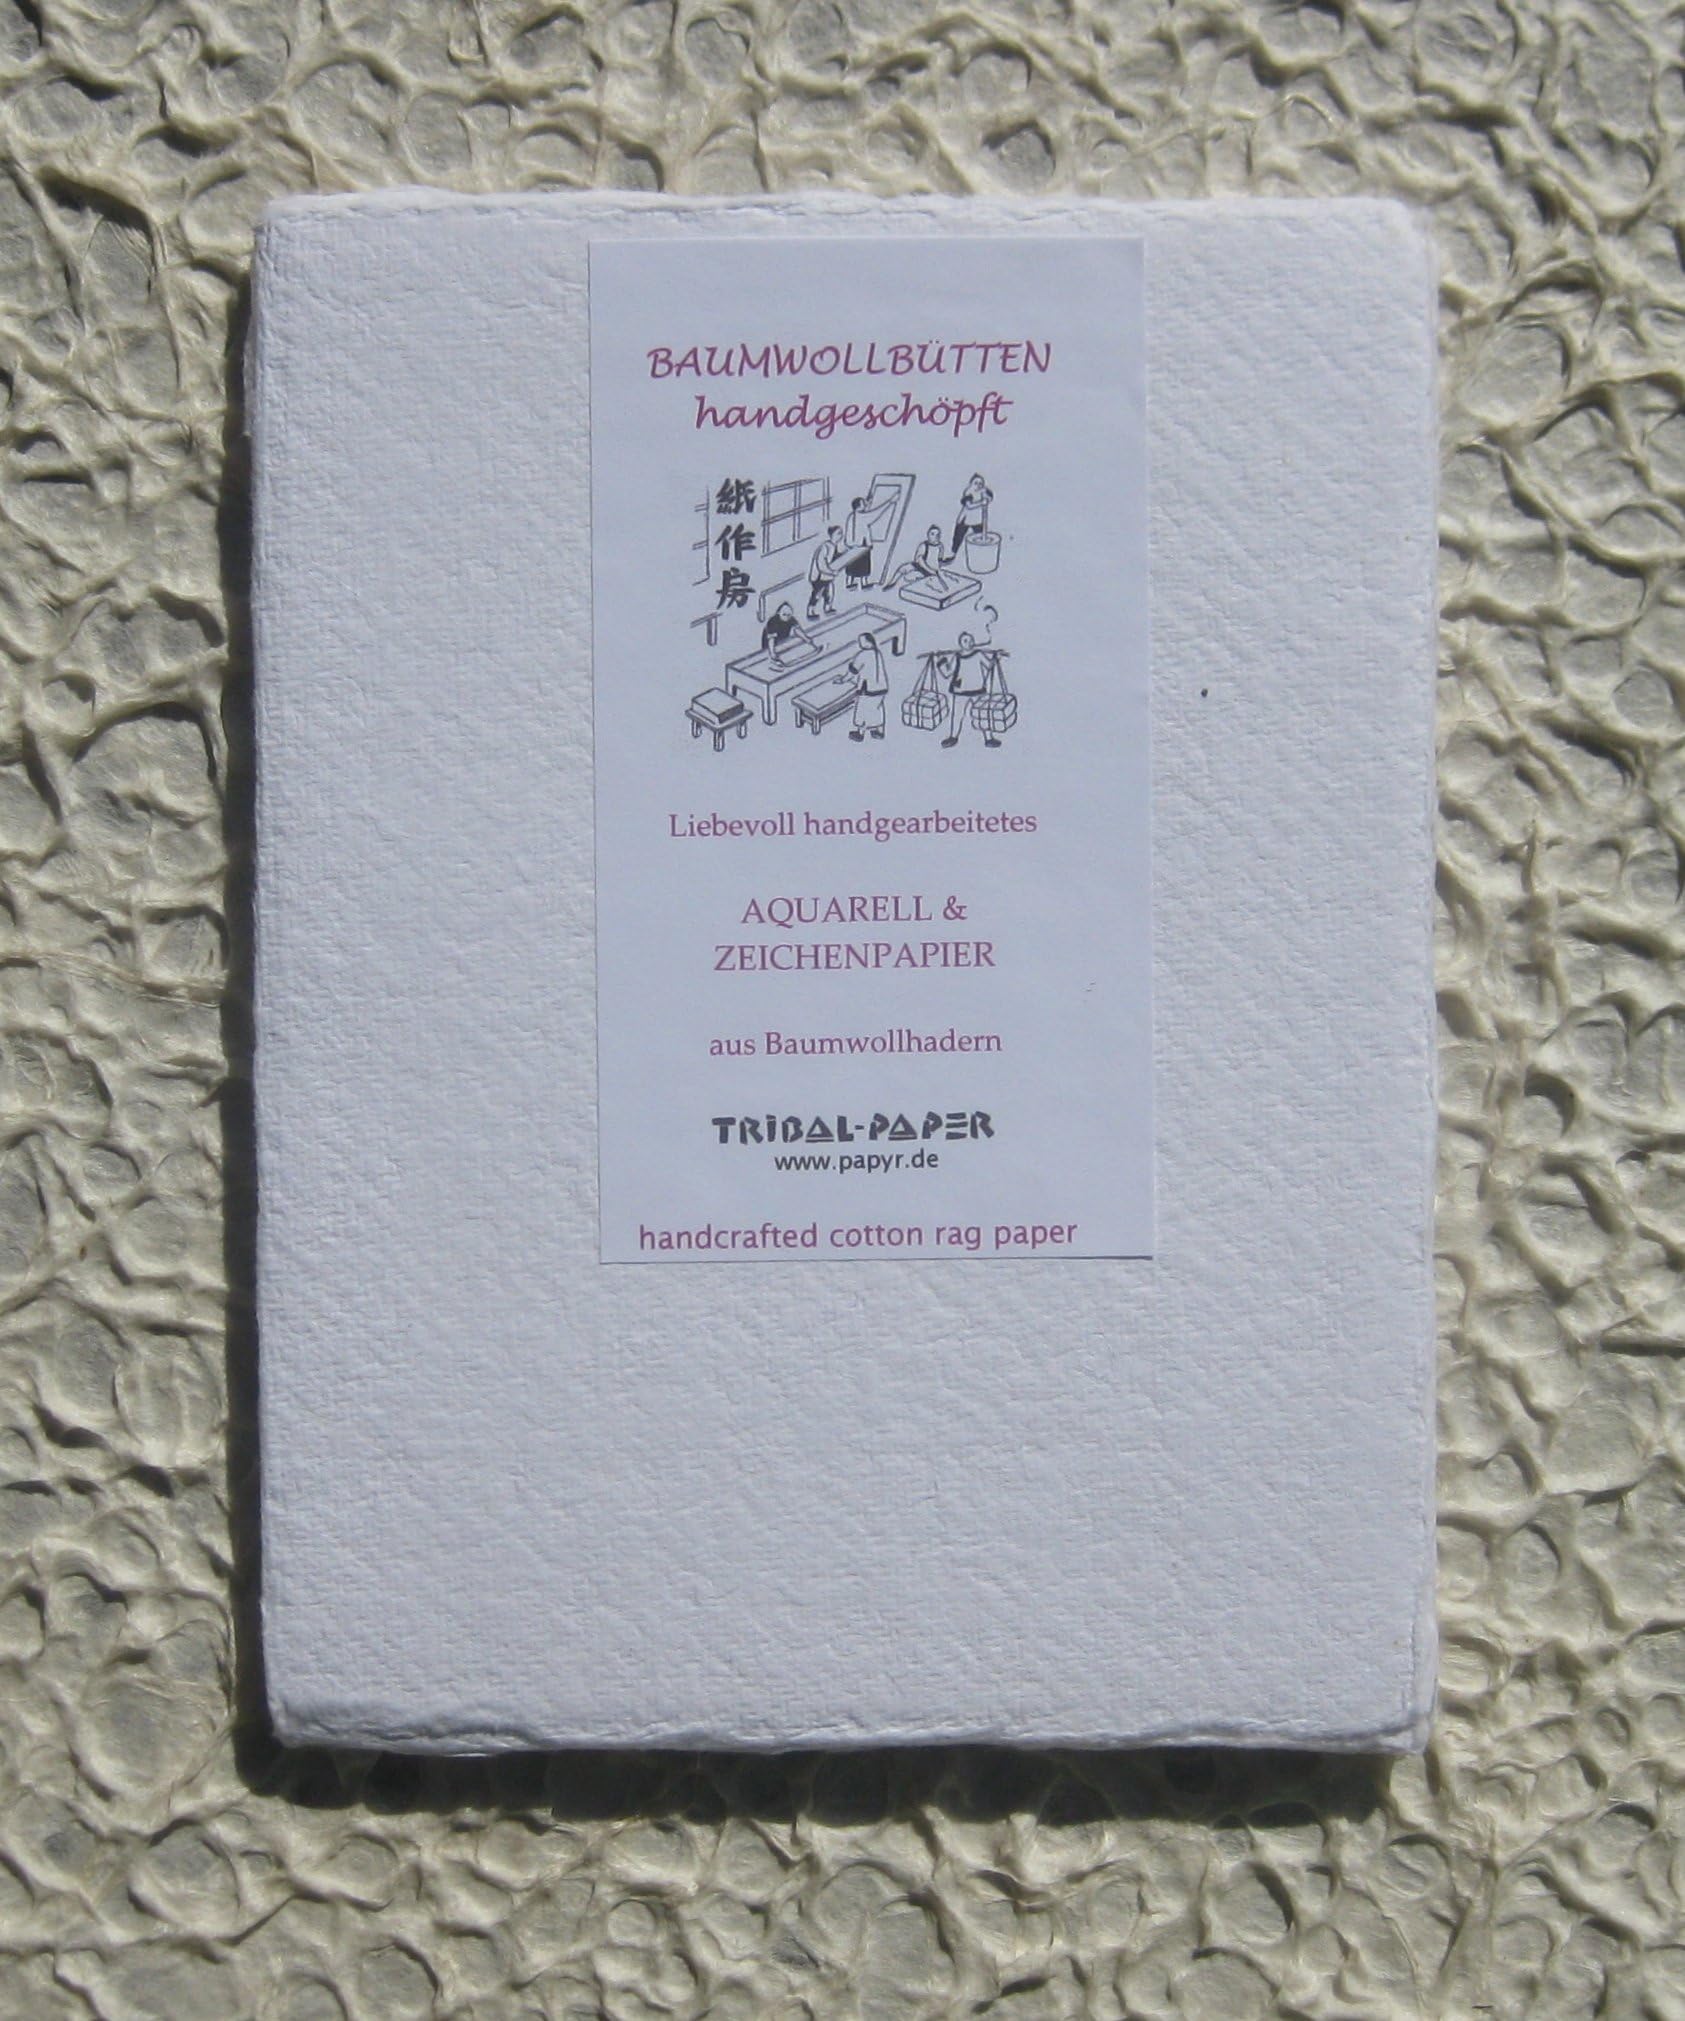 BAUMWOLLBÜTTEN
handgeschöpft
紙作房
Liebevoll handgearbeitetes
AQUARELL &
ZEICHENPAPIER
aus Baumwollhadern
TRIBAL-PAPER
www.papyr.de
handcrafted cotton rag paper